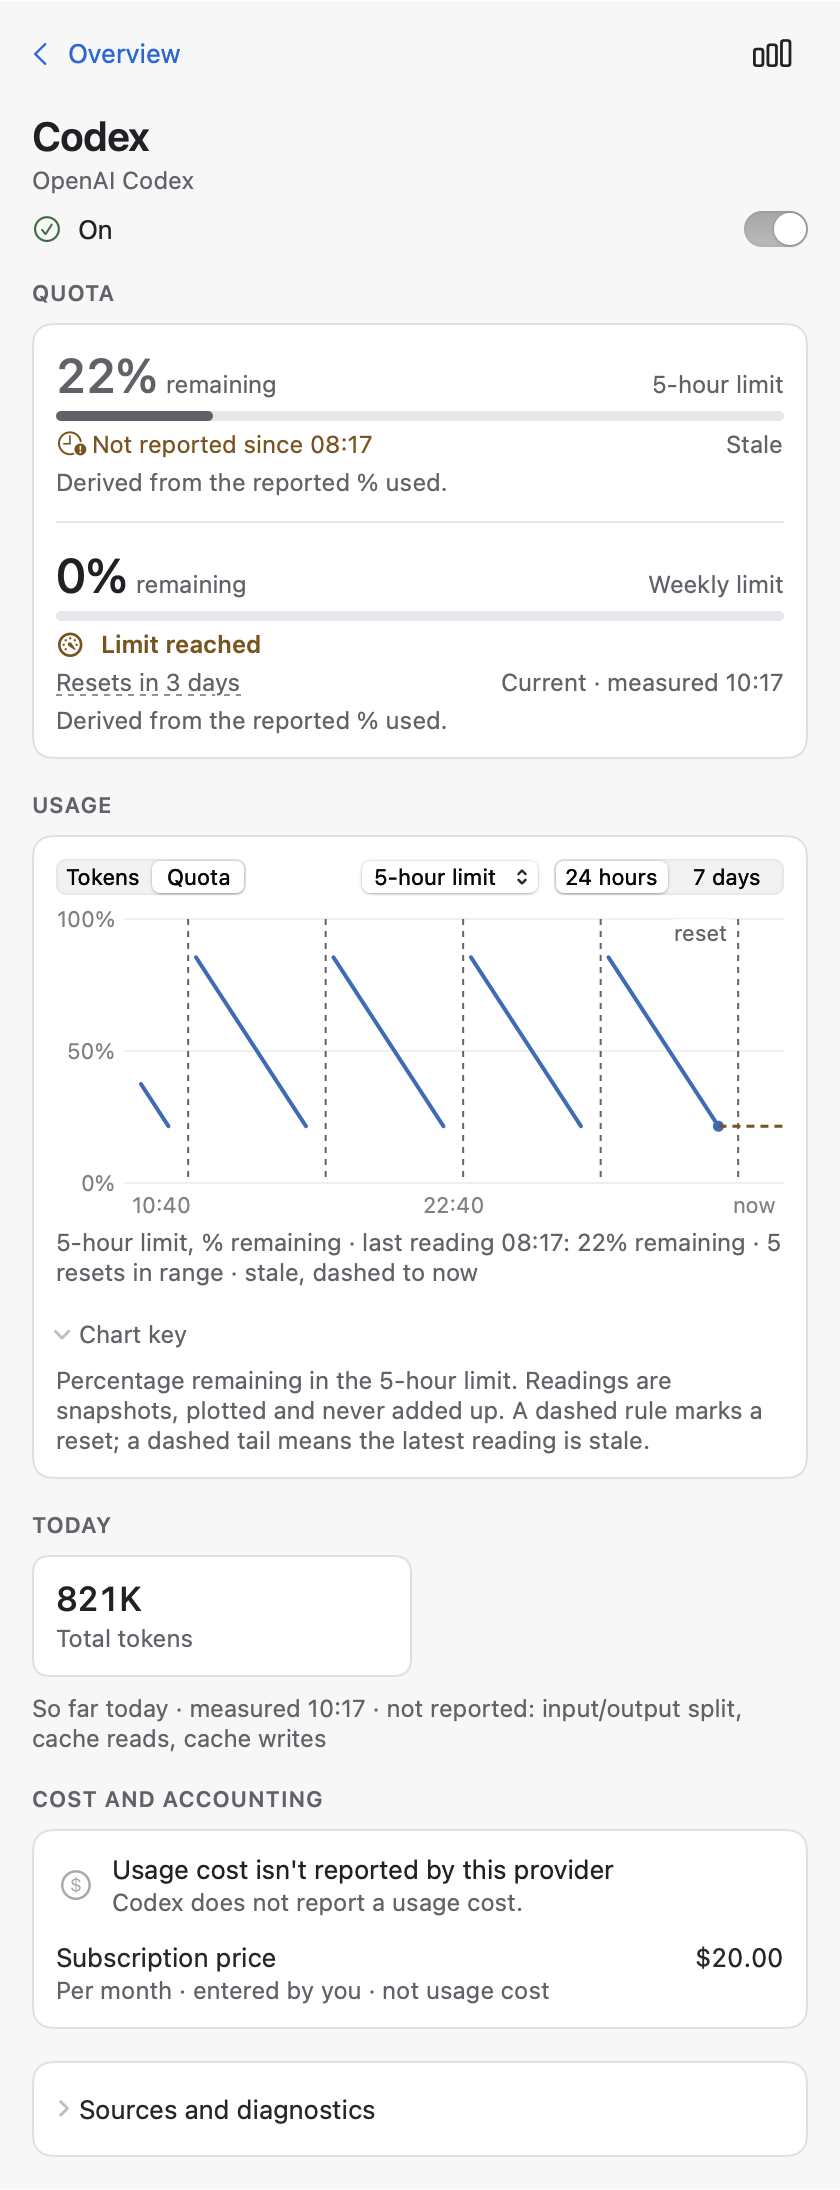 Overview
Codex
OpenAI Codex
On
QUOTA
22% remaining 5-hour limit
Not reported since 08:17 Stale
Derived from the reported % used.
0% remaining Weekly limit
Limit reached
Resets in 3 days Current · measured 10:17
Derived from the reported % used.
USAGE
Tokens Quota 5-hour limit 24 hours 7 days
100%
reset
50%
0%
10:40 22:40 now
5-hour limit, % remaining · last reading 08:17: 22% remaining · 5
resets in range · stale, dashed to now
Chart key
Percentage remaining in the 5-hour limit. Readings are
snapshots, plotted and never added up. A dashed rule marks a
reset; a dashed tail means the latest reading is stale.
TODAY
821K
Total tokens
So far today · measured 10:17 · not reported: input/output split,
cache reads, cache writes
COST AND ACCOUNTING
$
Usage cost isn't reported by this provider
Codex does not report a usage cost.
Subscription price $20.00
Per month · entered by you · not usage cost
Sources and diagnostics